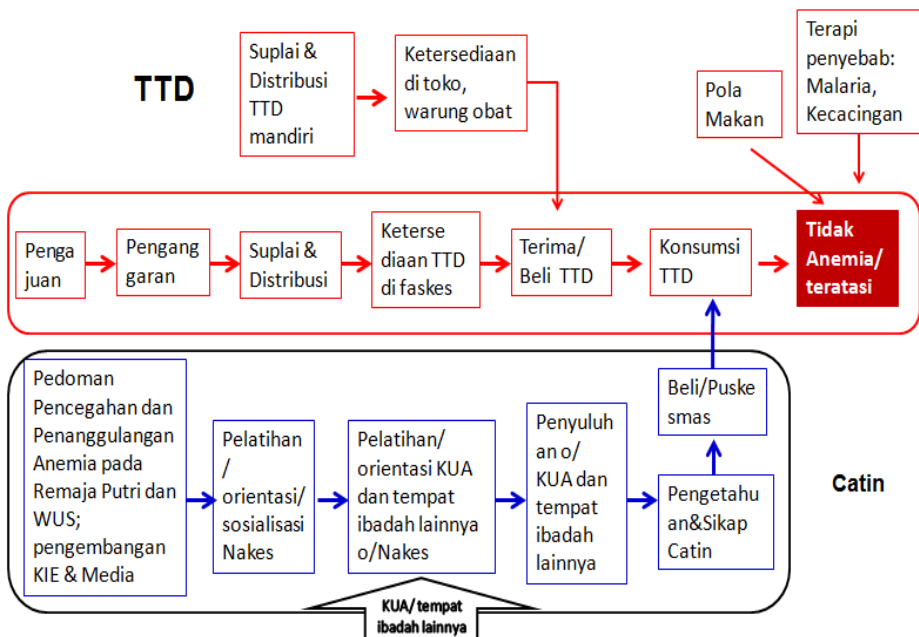 TTD
Suplai &
Distribusi
TTD
mandiri
Ketersediaan
di toko,
warung obat
Pola
Makan
Terapi
penyebab:
Malaria,
Kecacingan
Penga
juan
Pengang
garan
Suplai &
Distribusi
Keterse
diaan TTD
di faskes
Terima/
Beli TTD
Konsumsi
TTD
Tidak
Anemia/
teratasi
Pedoman
Pencegahan dan
Penanggulangan
Anemia pada
Remaja Putri dan
WUS;
pengembangan
KIE & Media
Pelatihan
/
orientasi/
sosialisasi
Nakes
Pelatihan/
orientasi KUA
dan tempat
ibadah lainnya
o/Nakes
Penyuluh
an o/
KUA dan
tempat
ibadah
lainnya
Beli/Puske
smas
Pengetahu
an&Sikap
Catin
Catin
KUA/ tempat
ibadah lainnya